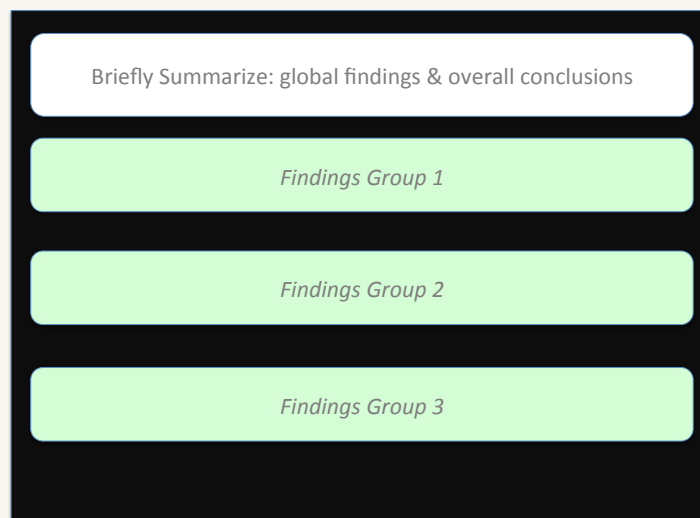 Briefly Summarize: global findings & overall conclusions
Findings Group 1
Findings Group 2
Findings Group 3